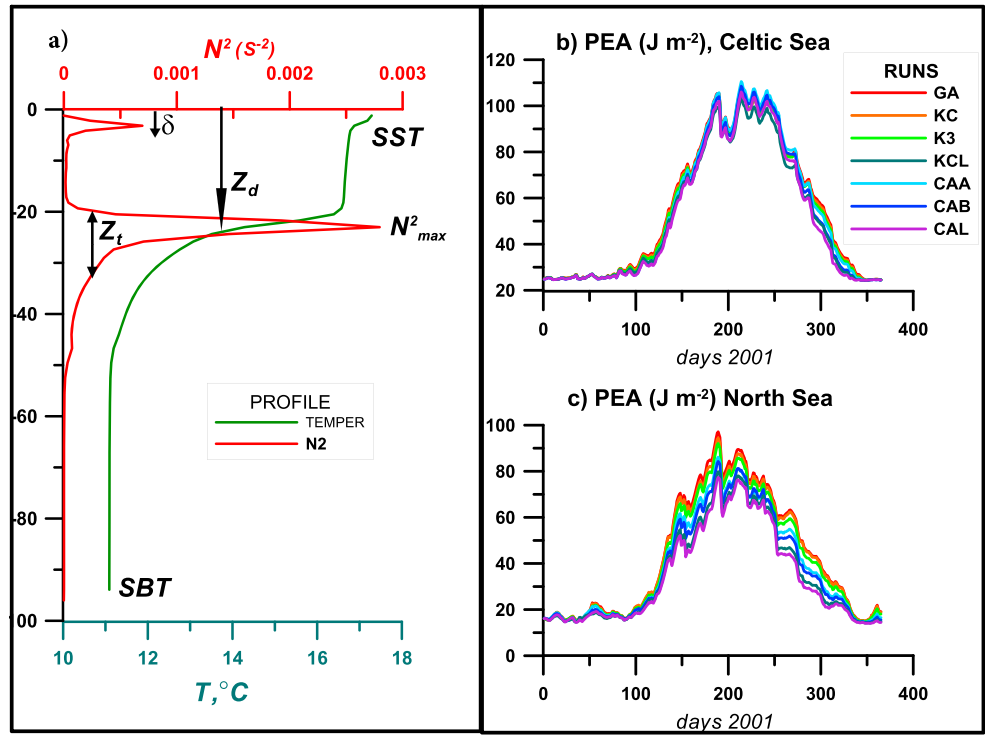 a)
N² (S⁻²)
0 0.001 0.002 0.003
0
δ
SST
Z_d
-20
Z_t
N²max
-40
PROFILE
TEMPER
N2
-60
-80
SBT
00
10 12 14 16 18
T,°C
b) PEA (J m⁻²), Celtic Sea
120
100
80
60
40
20
0 100 200 300 400
days 2001
RUNS
GA
KC
K3
KCL
CAA
CAB
CAL
c) PEA (J m⁻²) North Sea
100
80
60
40
20
0
0 100 200 300 400
days 2001